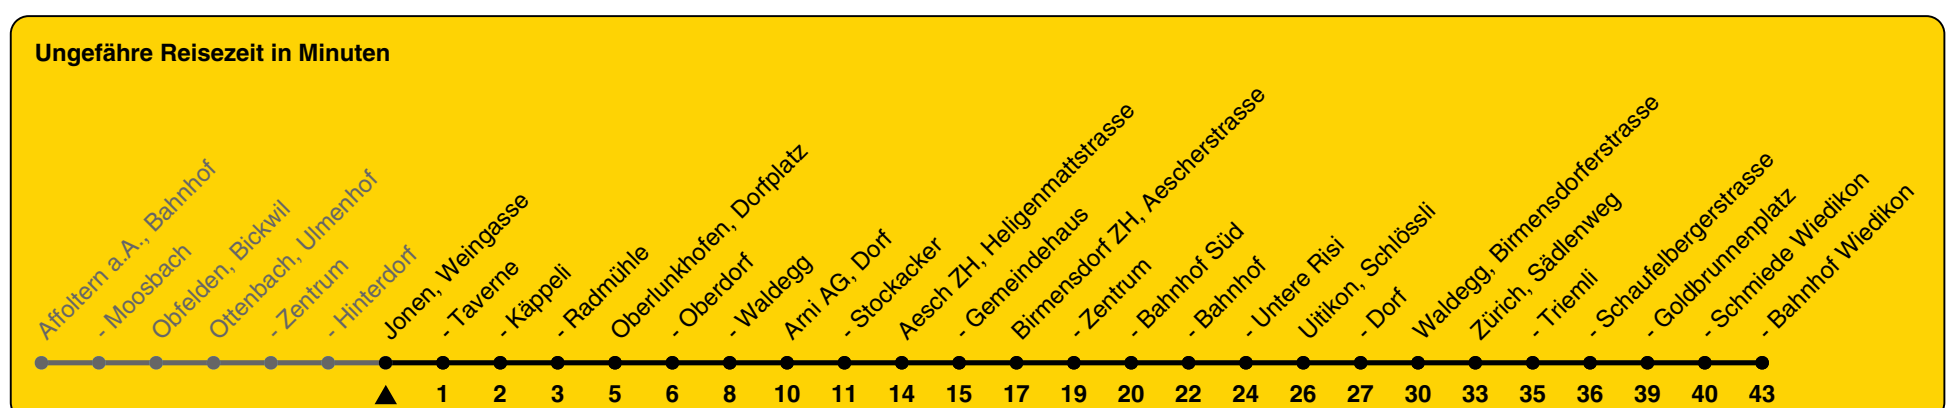 Ungefähre Reisezeit in Minuten
Affoltern a.A., Bahnhof
- Moosbach
Obfelden, Bickwil
Ottenbach, Ulmenhof
- Zentrum
- Hinterdorf
Jonen, Weingasse
- Taverne
- Käppeli
- Radmühle
Oberlunkhofen, Dorfplatz
- Oberdorf
- Waldegg
Arni AG, Dorf
- Stockacker
Aesch ZH, Heligenmattstrasse
- Gemeindehaus
Birmensdorf ZH, Aescherstrasse
- Zentrum
- Bahnhof Süd
- Bahnhof
- Untere Risi
Uitikon, Schlössli
- Dorf
Waldegg, Birmensdorferstrasse
Zürich, Sädlenweg
- Triemli
- Schaufelbergerstrasse
- Goldbrunnenplatz
- Schmiede Wiedikon
- Bahnhof Wiedikon
1 2 3 5 6 8 10 11 14 15 17 19 20 22 24 26 27 30 33 35 36 39 40 43